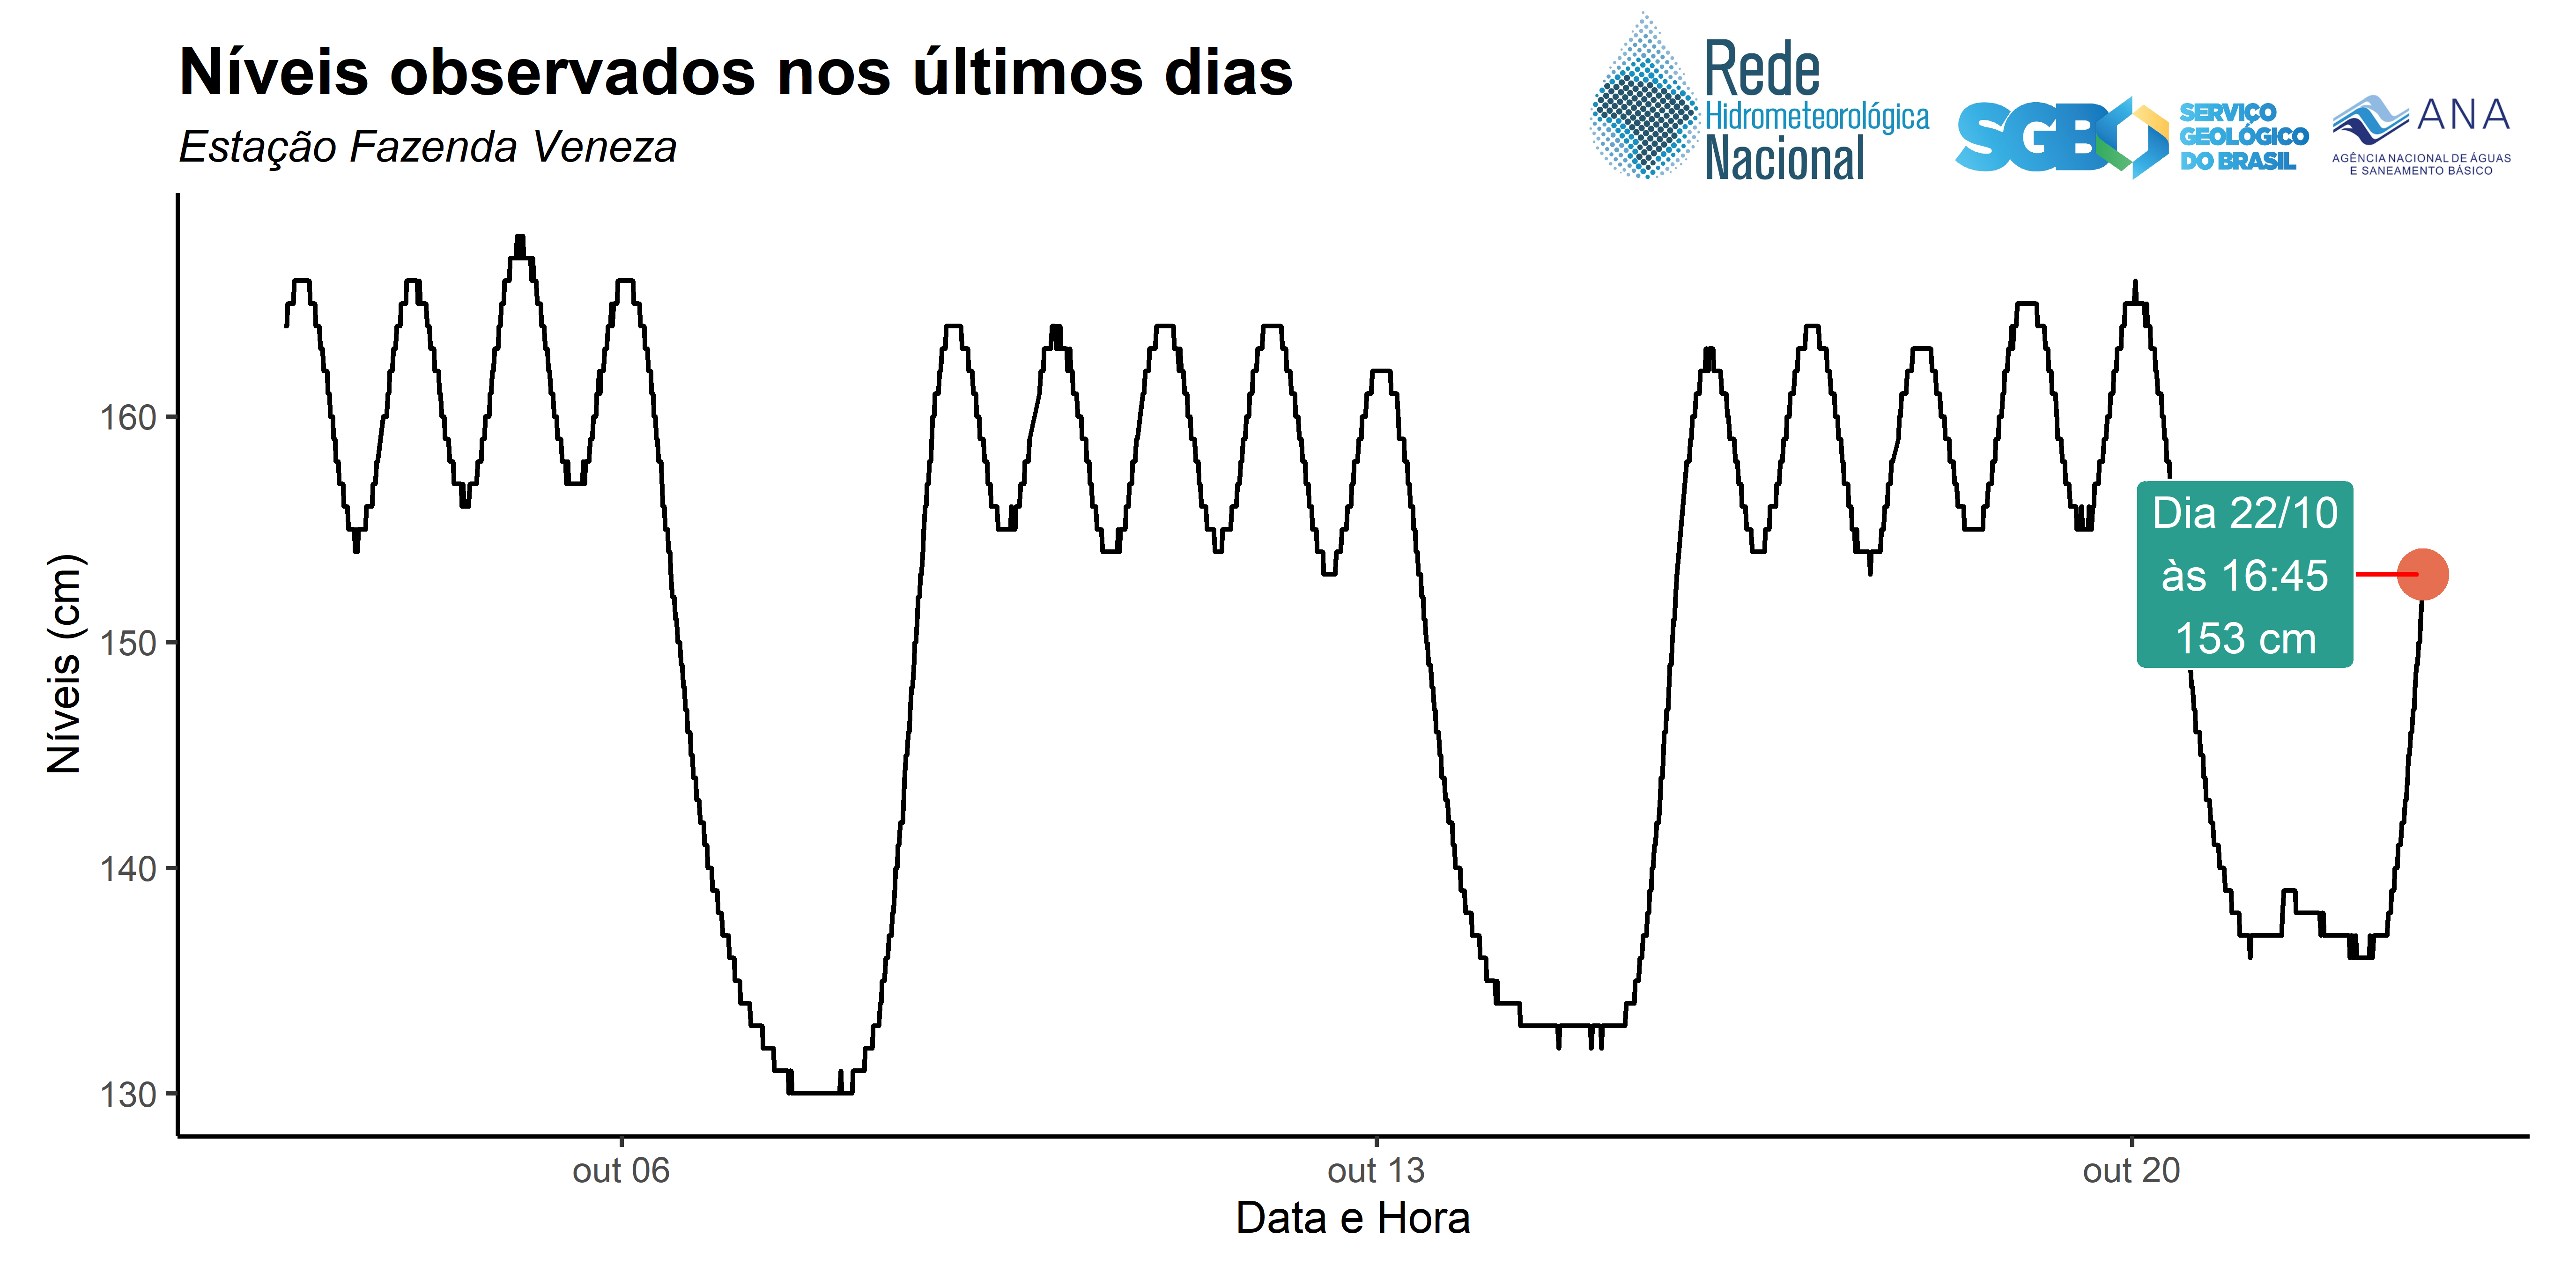 Níveis observados nos últimos dias
Estação Fazenda Veneza
Rede
Hidrometeorológica
Nacional
SGB
SERVIÇO
GEOLÓGICO
DO BRASIL
ANA
AGÊNCIA NACIONAL DE ÁGUAS
E SANEAMENTO BÁSICO
Níveis (cm)
160
150
140
130
Dia 22/10
às 16:45
153 cm
out 06
out 13
out 20
Data e Hora